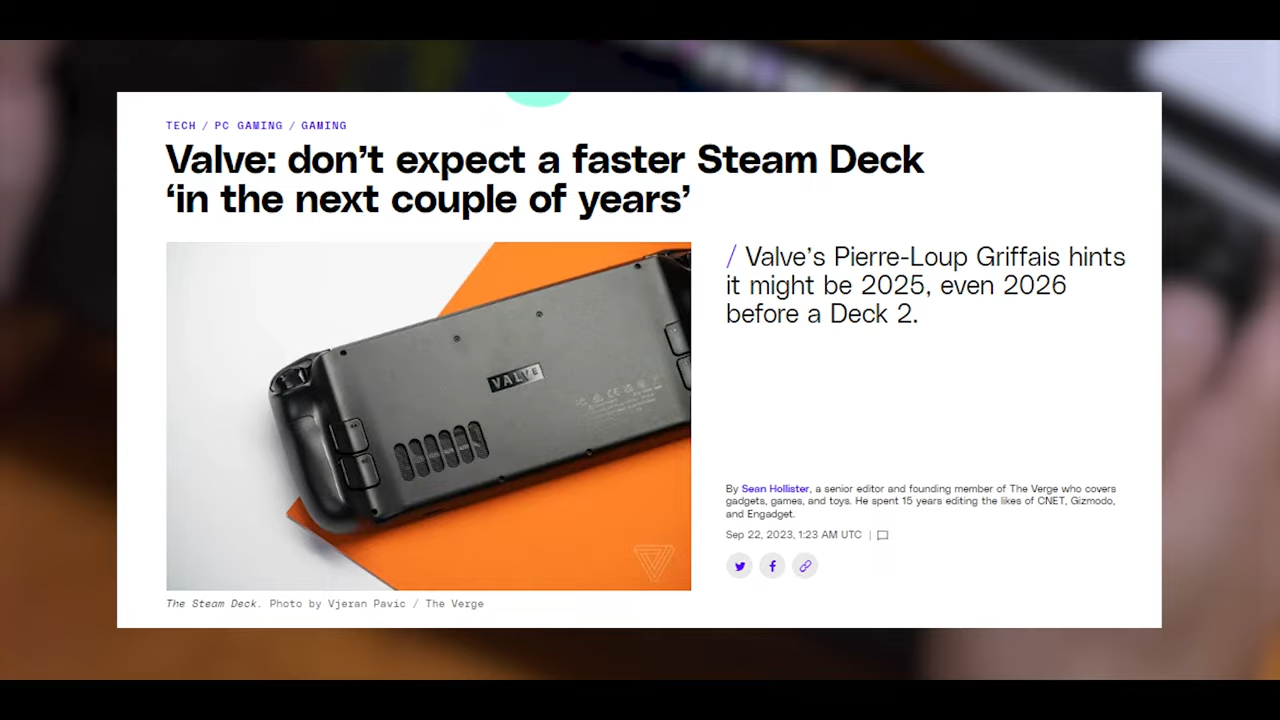 TECH / PC GAMING / GAMING
Valve: don’t expect a faster Steam Deck
‘in the next couple of years’
/ Valve’s Pierre-Loup Griffais hints
it might be 2025, even 2026
before a Deck 2.
VALVE
By Sean Hollister, a senior editor and founding member of The Verge who covers
gadgets, games, and toys. He spent 15 years editing the likes of CNET, Gizmodo,
and Engadget.
Sep 22, 2023, 1:23 AM UTC |
The Steam Deck. Photo by Vjeran Pavic / The Verge